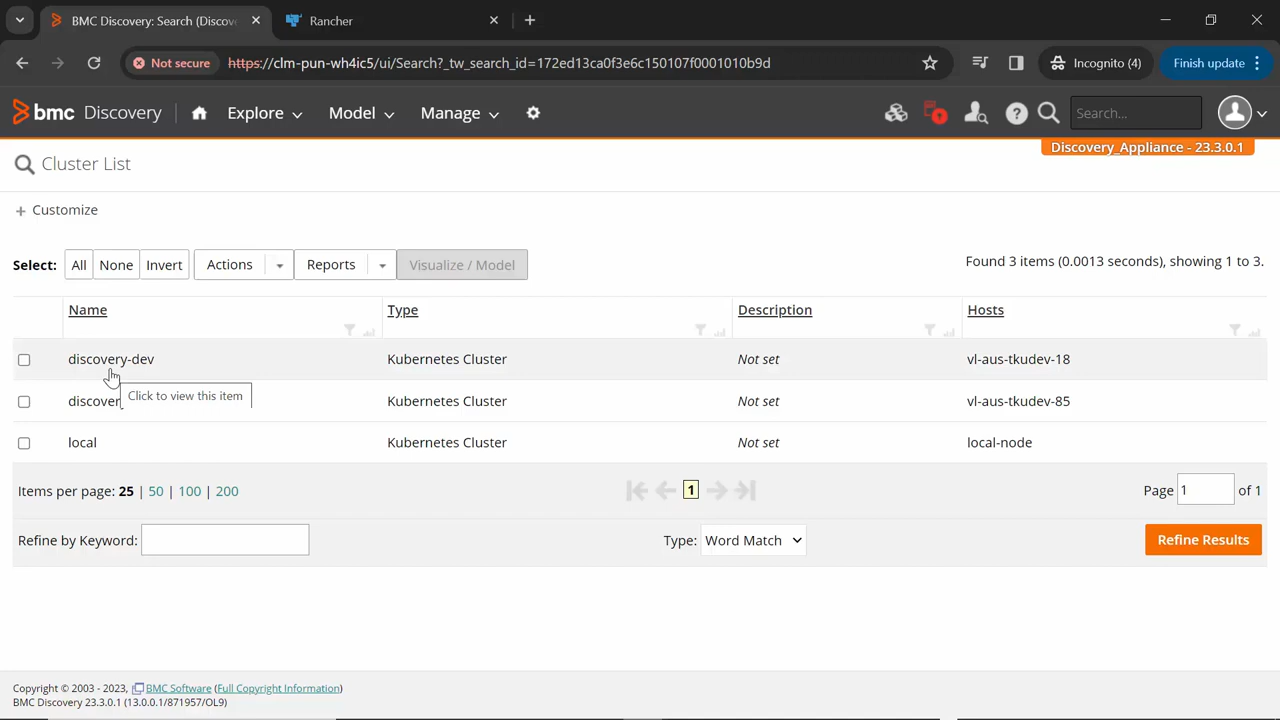 BMC Discovery: Search (Discov
Rancher
Not secure
https://clm-pun-wh4ic5/ui/Search?_tw_search_id=172ed13ca0f3e6c150107f0001010b9d
Incognito (4)
Finish update
bmc Discovery
Explore
Model
Manage
Search...
Discovery_Appliance - 23.3.0.1
Cluster List
+ Customize
Select: All None Invert Actions Reports Visualize / Model
Found 3 items (0.0013 seconds), showing 1 to 3.
Name Type Description Hosts
discovery-dev Kubernetes Cluster Not set vl-aus-tkudev-18
Click to view this item
discover Kubernetes Cluster Not set vl-aus-tkudev-85
local Kubernetes Cluster Not set local-node
Items per page: 25 | 50 | 100 | 200
1
Page 1 of 1
Refine by Keyword:
Type: Word Match
Refine Results
Copyright © 2003 - 2023, BMC Software (Full Copyright Information)
BMC Discovery 23.3.0.1 (13.0.0.1/871957/OL9)